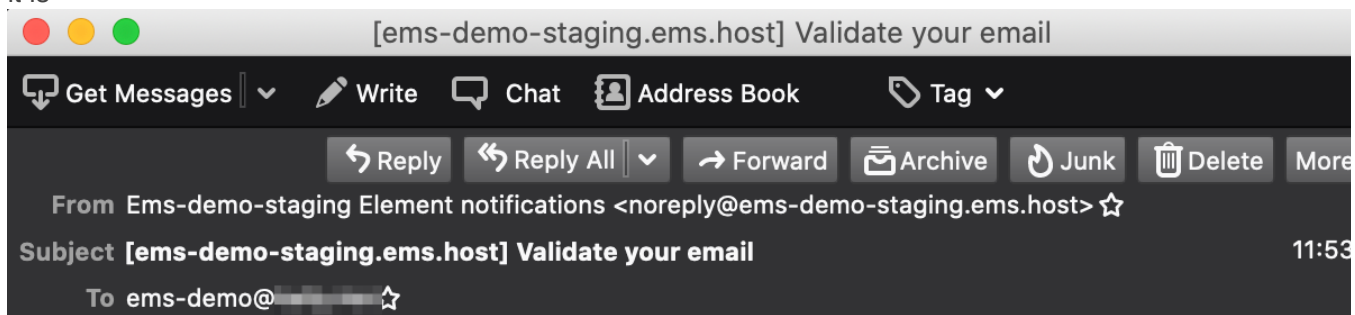 [ems-demo-staging.ems.host] Validate your email
Get Messages Write Chat Address Book Tag
Reply Reply All Forward Archive Junk Delete More
From Ems-demo-staging Element notifications <noreply@ems-demo-staging.ems.host>
Subject [ems-demo-staging.ems.host] Validate your email 11:53
To ems-demo@